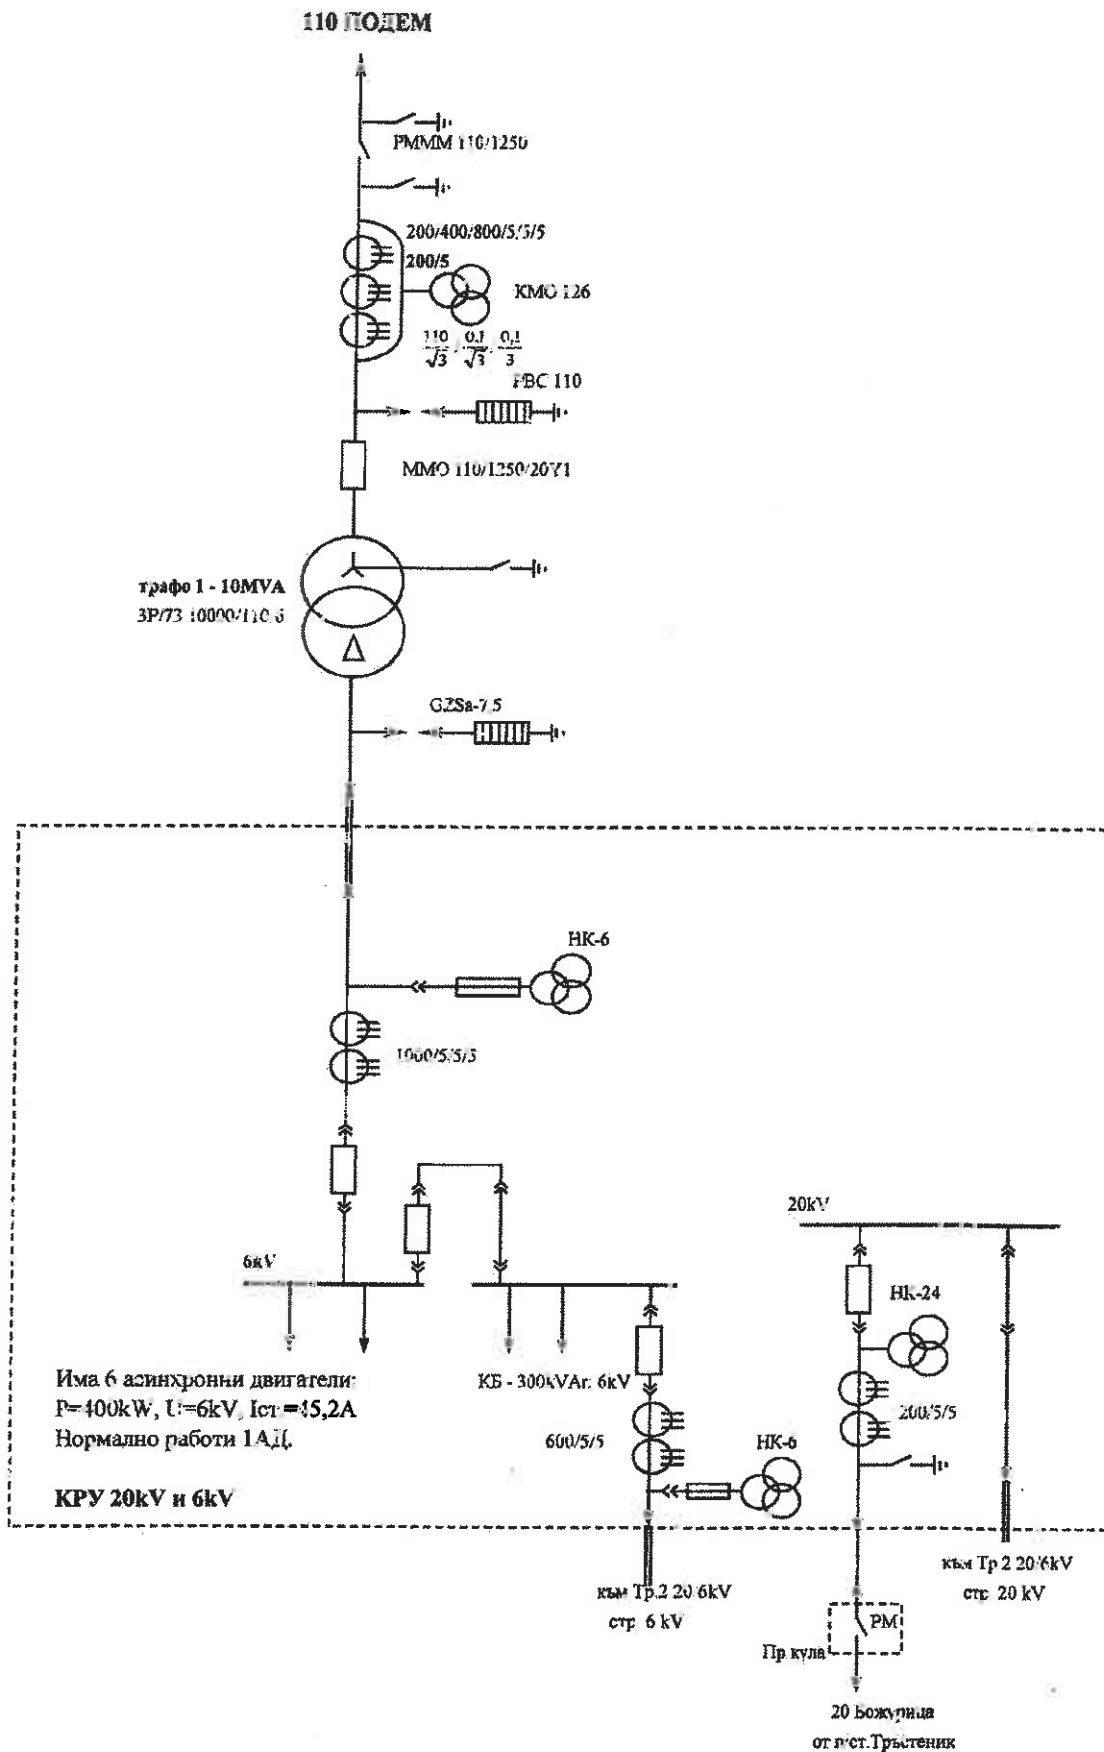 110 ПОДЕМ
РМММ 110/1250
200/400/800/5/5/5
200/5
КМО 126
110/√3 · 0,1/√3 · 0,1/3
РВС 110
ММО 110/1250/20У1
трафо 1 - 10MVA
3Р/73 10000/110/6
GZSa-7.5
НК-6
1000/5/5/5
20kV
6kV
НК-24
Има 6 асинхронни двигатели:
P=400kW, U=6kV, Iст.=45,2A
Нормално работи 1АД.
КБ - 300kVAr, 6kV
200/5/5
600/5/5
НК-6
КРУ 20kV и 6kV
към Тр.2 20/6kV
стр. 6 kV
към Тр.2 20/6kV
стр. 20 kV
РМ
Пр. кула
20 Божурица
от п/ст.Тръстеник